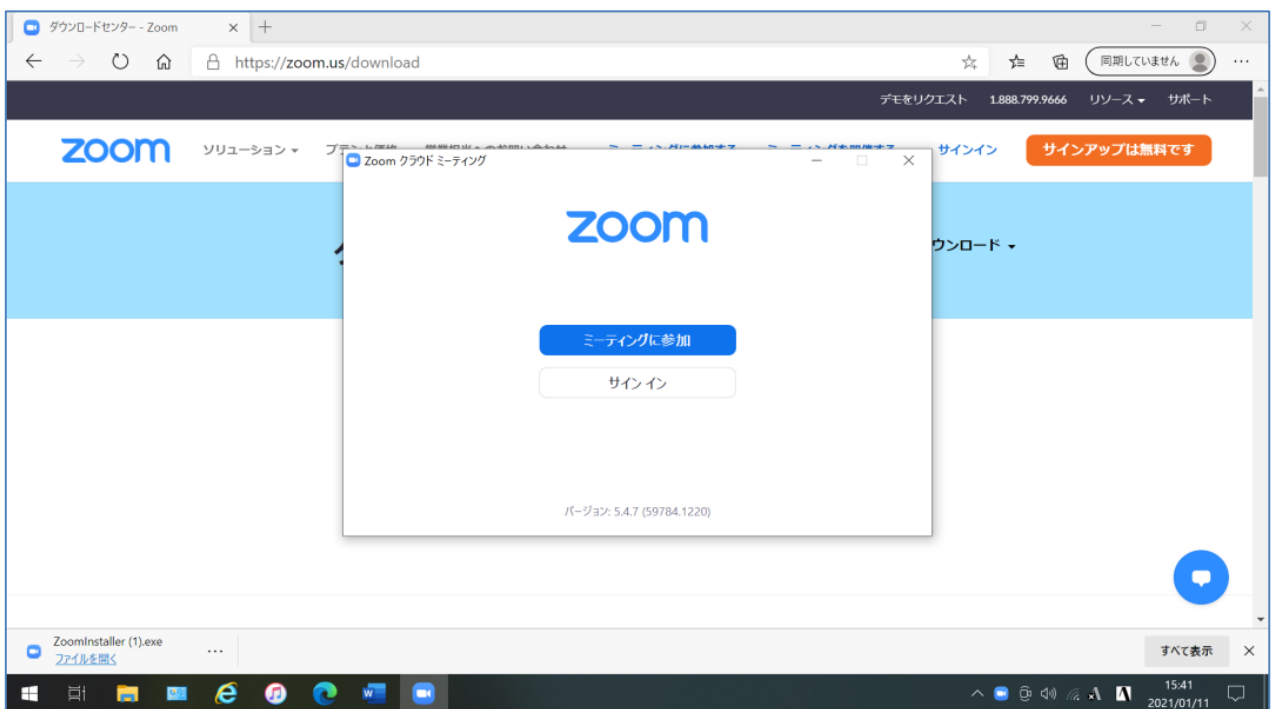 ダウンロードセンター - Zoom
https://zoom.us/download
同期していません
デモをリクエスト 1.888.799.9666 リソース サポート
zoom ソリューション サインイン サインアップは無料です
Zoom クラウド ミーティング
zoom
ウンロード
ミーティングに参加
サイン イン
バージョン: 5.4.7 (59784.1220)
ZoomInstaller (1).exe
ファイルを開く
すべて表示
15:41
2021/01/11